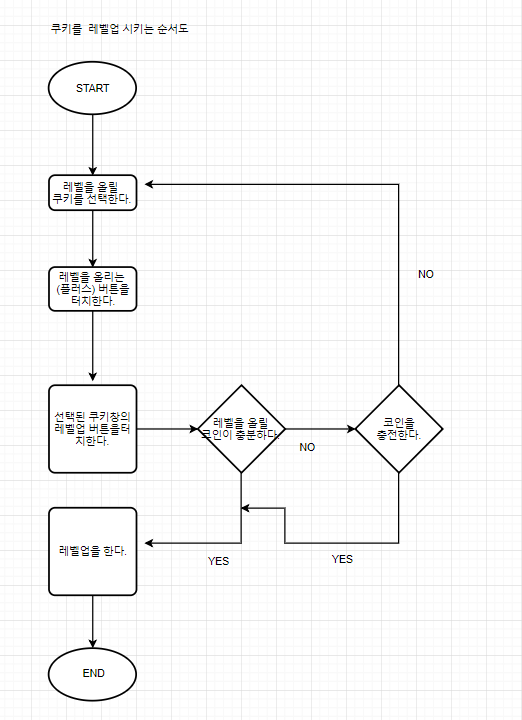 쿠키를 레벨업 시키는 순서도
START
레벨을 올릴
쿠키를 선택한다.
레벨을 올리는
(플러스) 버튼을
터치한다.
선택된 쿠키창의
레벨업 버튼을터
치한다.
레벨을 올릴
코인이 충분하다.
NO
코인을
충전한다.
NO
레벨업을 한다.
YES
YES
END